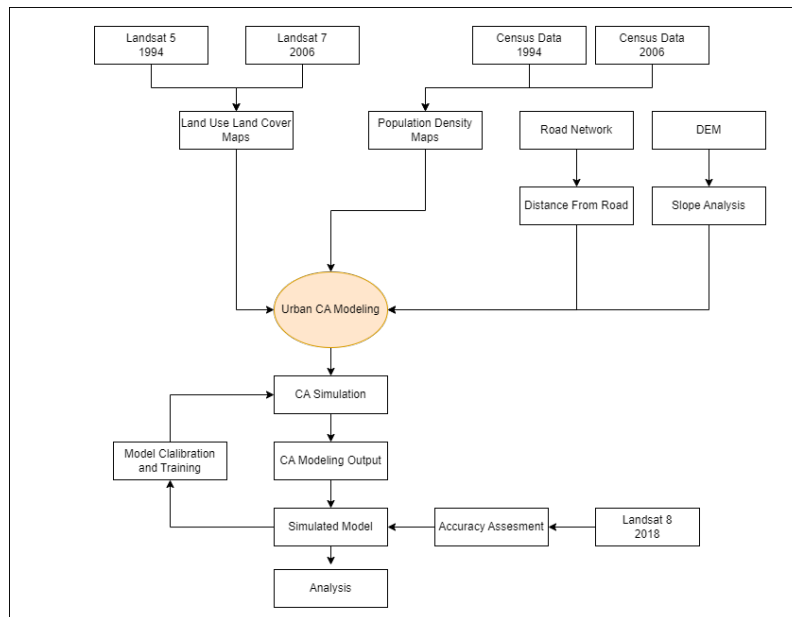 Landsat 5
1994
Landsat 7
2006
Census Data
1994
Census Data
2006
Land Use Land Cover
Maps
Population Density
Maps
Road Network
DEM
Distance From Road
Slope Analysis
Urban CA Modeling
CA Simulation
Model Clalibration
and Training
CA Modeling Output
Simulated Model
Accuracy Assesment
Landsat 8
2018
Analysis